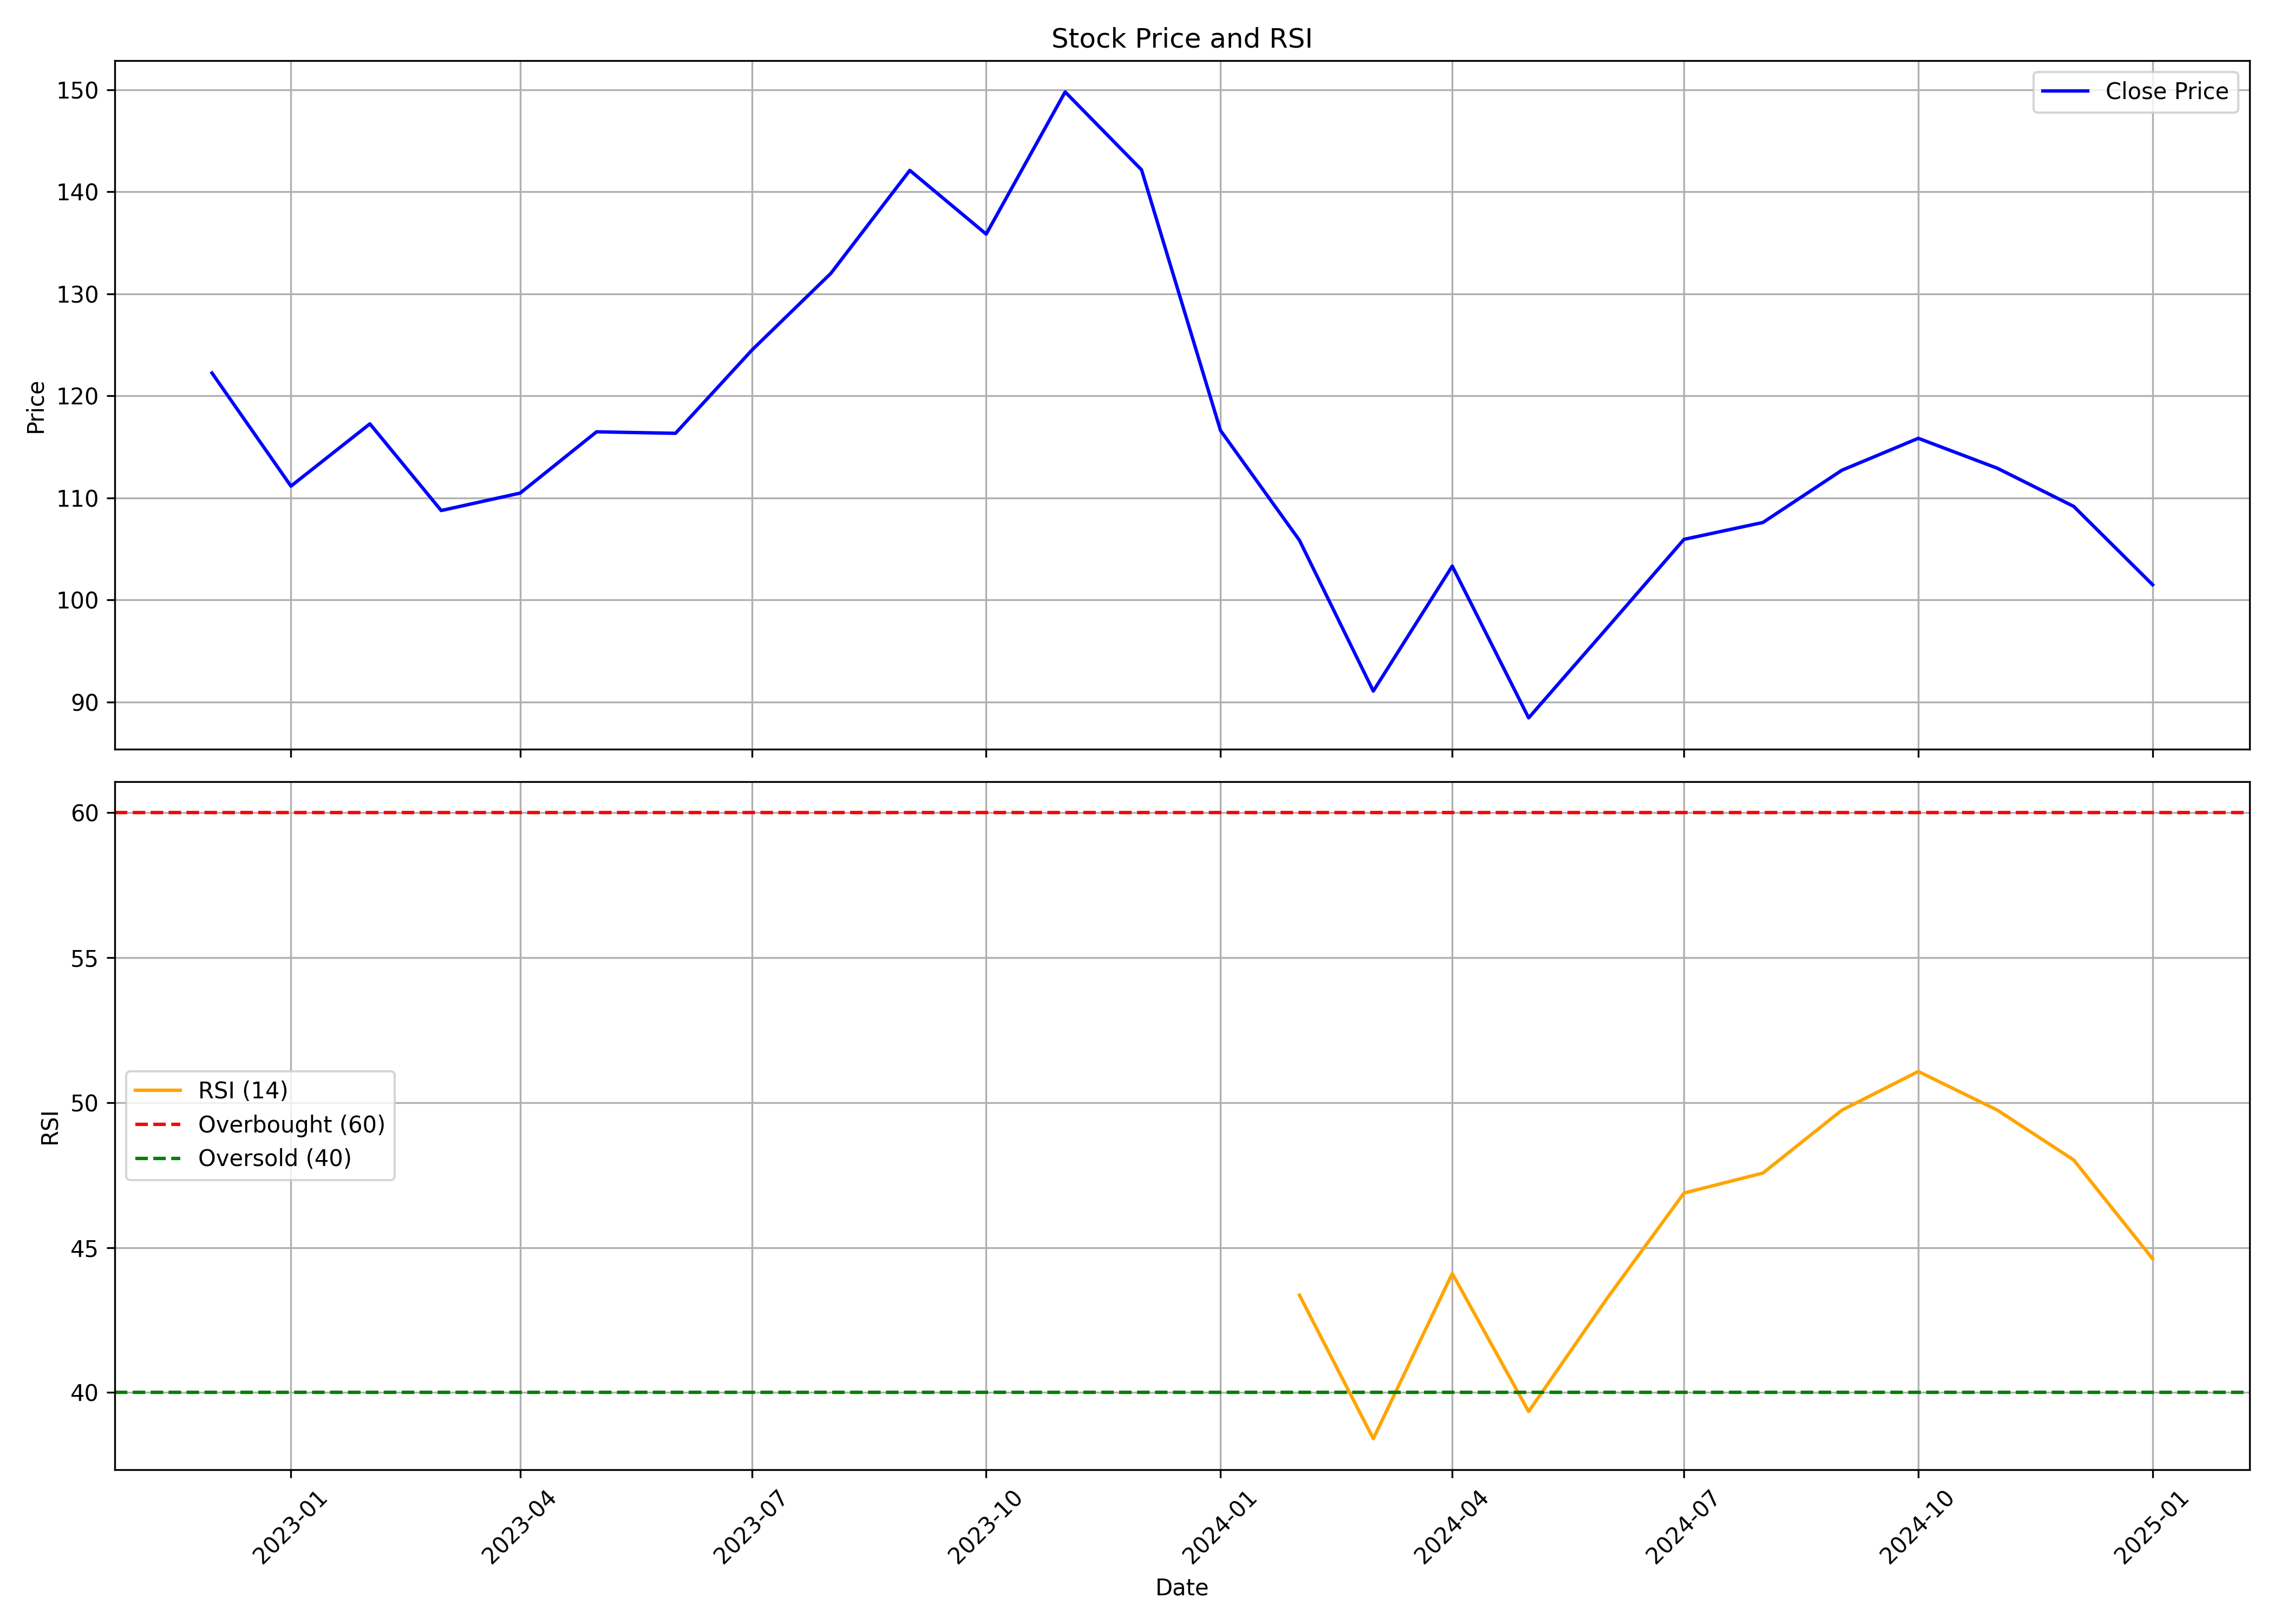 Stock Price and RSI
Close Price
150
140
130
120
110
100
90
Price
60
55
50
45
40
RSI
RSI (14)
Overbought (60)
Oversold (40)
2023-01
2023-04
2023-07
2023-10
2024-01
2024-04
2024-07
2024-10
2025-01
Date